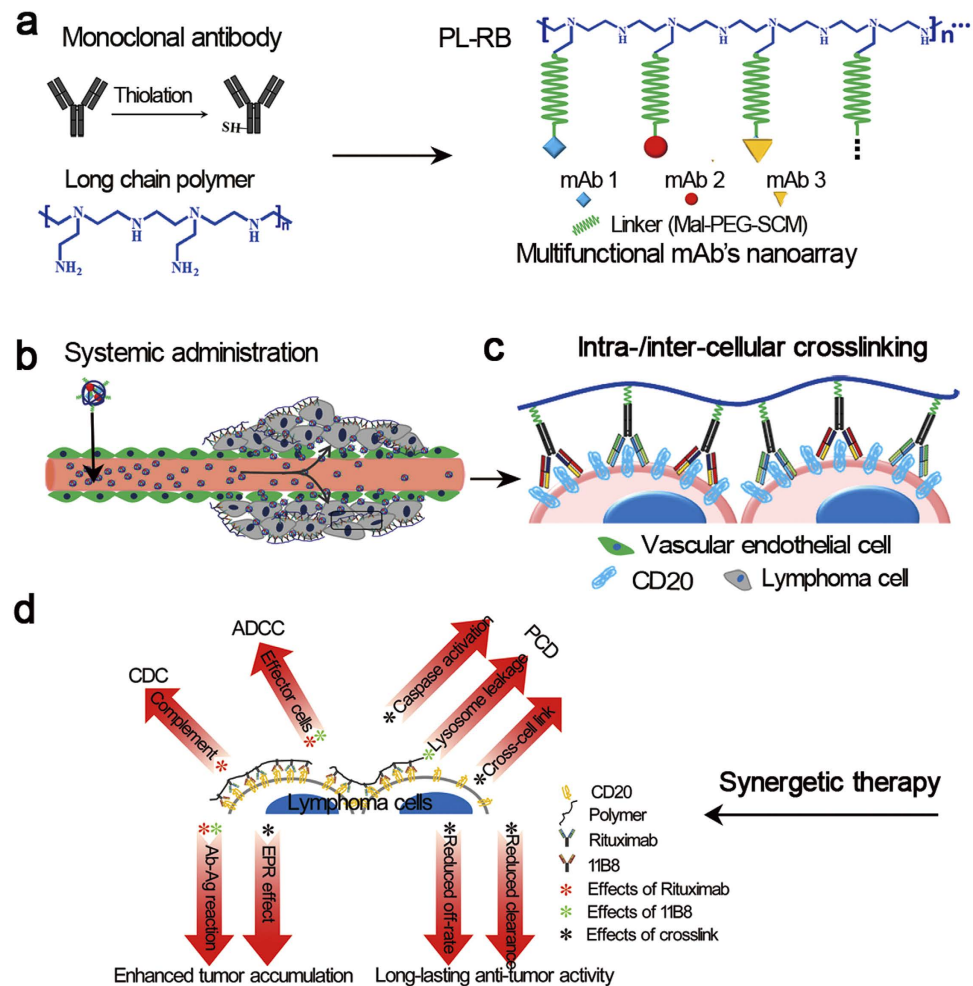 a
Monoclonal antibody
Thiolation
SH
Long chain polymer
N
N
H
N
N
H
n
NH2
NH2
PL-RB
N
N
H
N
N
H
N
N
H
N
N
H
n
mAb 1
mAb 2
mAb 3
Linker (Mal-PEG-SCM)
Multifunctional mAb's nanoarray
b
Systemic administration
c
Intra-/inter-cellular crosslinking
Vascular endothelial cell
CD20
Lymphoma cell
d
CDC
ADCC
PCD
Complement *
Effector cells **
*Caspase activation
*Lysosome leakage
*Cross-cell link
Lymphoma cells
** Ab-Ag reaction
* EPR effect
*Reduced off-rate
*Reduced clearance
Enhanced tumor accumulation
Long-lasting anti-tumor activity
CD20
Polymer
Rituximab
11B8
* Effects of Rituximab
* Effects of 11B8
* Effects of crosslink
Synergetic therapy